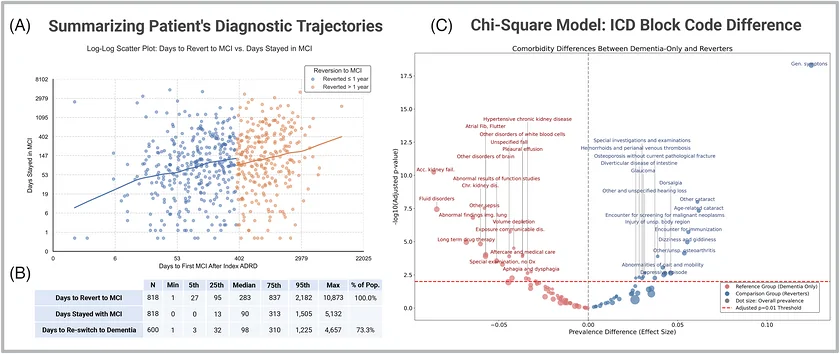 (A) Summarizing Patient's Diagnostic Trajectories
Log-Log Scatter Plot: Days to Revert to MCI vs. Days Stayed in MCI
Reversion to MCI
Reverted ≤ 1 year
Reverted > 1 year
Days Stayed in MCI
8102
2979
1095
402
147
53
19
6
1
0
0
6
53
402
2979
22025
Days to First MCI After Index ADRD
(B)
N Min 5th 25th Median 75th 95th Max % of Pop.
Days to Revert to MCI 818 1 27 95 283 837 2,182 10,873 100.0%
Days Stayed with MCI 818 0 0 13 90 313 1,505 5,132
Days to Re-switch to Dementia 600 1 3 32 98 310 1,225 4,657 73.3%
(C) Chi-Square Model: ICD Block Code Difference
Comorbidity Differences Between Dementia-Only and Reverters
-log10(Adjusted p-value)
17.5
15.0
12.5
10.0
7.5
5.0
2.5
0.0
Gen. symptoms
Hypertensive chronic kidney disease
Atrial Fib, Flutter
Other disorders of white blood cells
Unspecified fall
Pleural effusion
Other disorders of brain
Acc. kidney fail.
Abnormal results of function studies
Chr. kidney dis.
Fluid disorders
Other sepsis
Abnormal findings img. lung
Volume depletion
Exposure communicable dis.
Long term drug therapy
Aftercare and medical care
Special examination, no Dx
Aphagia and dysphagia
Special investigations and examinations
Hemorrhoids and perianal venous thrombosis
Osteoporosis without current pathological fracture
Diverticular disease of intestine
Glaucoma
Dorsalgia
Other and unspecified hearing loss
Other cataract
Age-related cataract
Encounter for screening for malignant neoplasms
Encounter for immunization
Dizziness and giddiness
Other/unsp. osteoarthritis
Abnormalities of gait and mobility
Depressive episode
Reference Group (Dementia Only)
Comparison Group (Reverters)
Dot size: Overall prevalence
Adjusted p=0.01 Threshold
−0.05
0.00
0.05
0.10
Prevalence Difference (Effect Size)